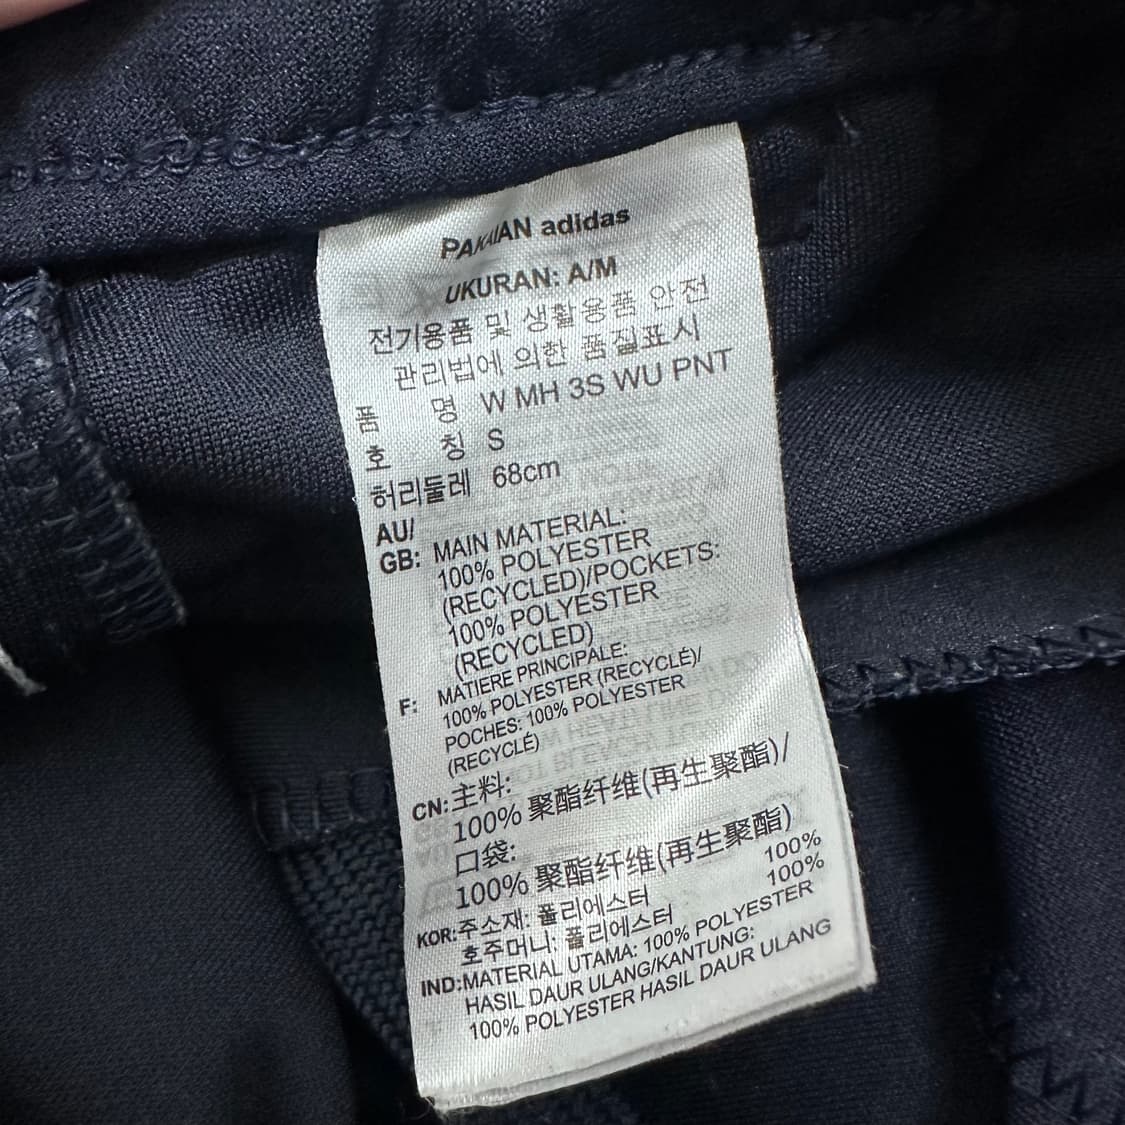 PAKAIAN adidas
UKURAN: A/M
전기용품 및 생활용품 안전
관리법에 의한 품질표시
품 명 W MH 3S WU PNT
호 칭 S
허리둘레 68cm
AU/
GB: MAIN MATERIAL:
100% POLYESTER
(RECYCLED)/POCKETS:
100% POLYESTER
(RECYCLED)
F: MATIERE PRINCIPALE:
100% POLYESTER (RECYCLÉ)/
POCHES: 100% POLYESTER
(RECYCLÉ)
CN:主料:
100% 聚酯纤维(再生聚酯)/
口袋:
100% 聚酯纤维(再生聚酯)
KOR:주소재: 폴리에스터 100%
호주머니: 폴리에스터 100%
IND:MATERIAL UTAMA: 100% POLYESTER
HASIL DAUR ULANG/KANTUNG:
100% POLYESTER HASIL DAUR ULANG